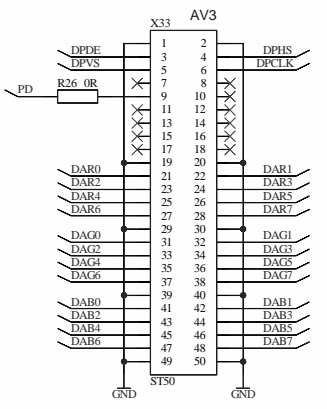 AV3
X33
1 2
DPDE 3 4 DPHS
DPVS 5 6 DPCLK
R26 0R 7 8
PD 9 10
11 12
13 14
15 16
17 18
19 20
DAR0 21 22 DAR1
DAR2 23 24 DAR3
DAR4 25 26 DAR5
DAR6 27 28 DAR7
29 30
DAG0 31 32 DAG1
DAG2 33 34 DAG3
DAG4 35 36 DAG5
DAG6 37 38 DAG7
39 40
DAB0 41 42 DAB1
DAB2 43 44 DAB3
DAB4 45 46 DAB5
DAB6 47 48 DAB7
49 50
ST50
GND GND